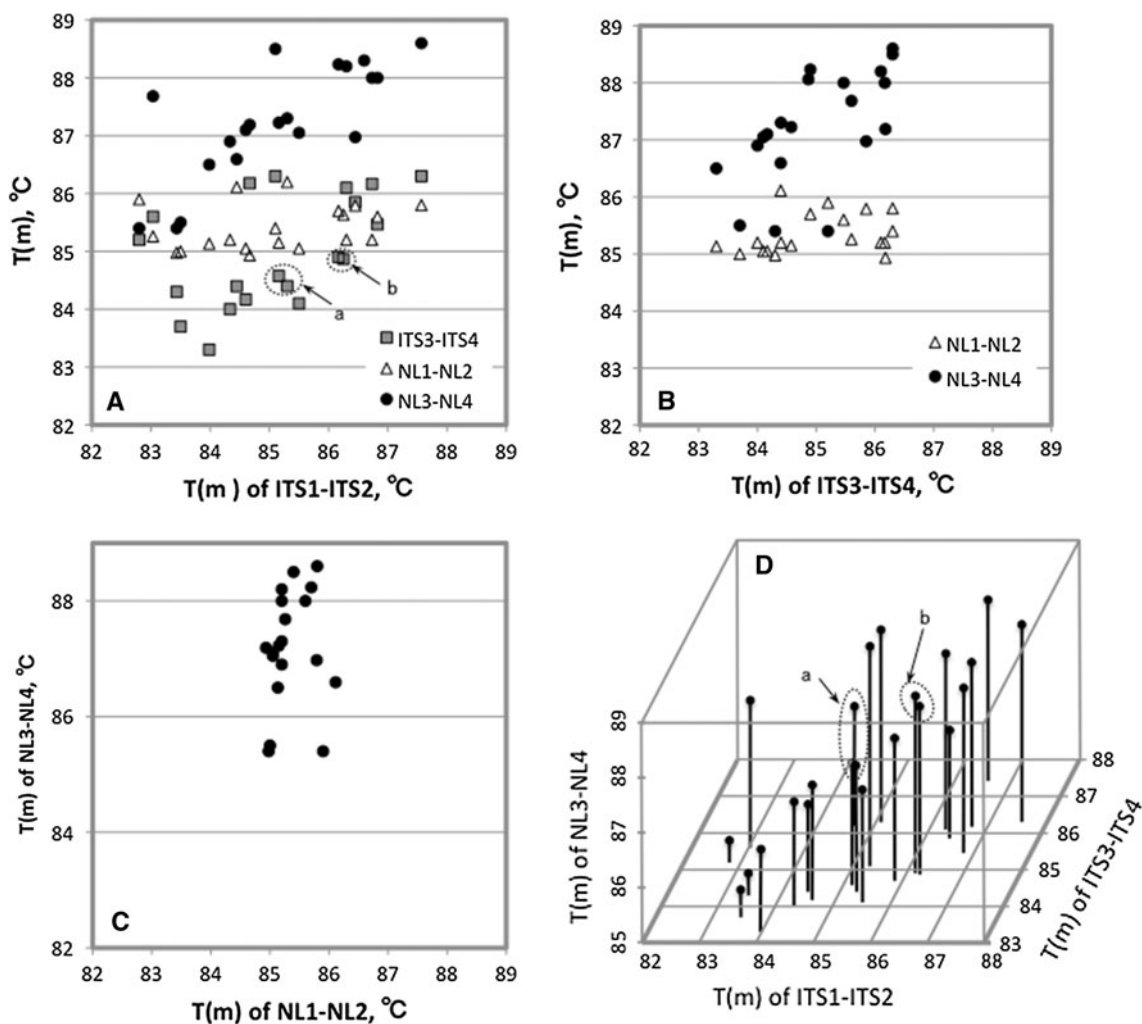 89
88
87
86
85
84
83
82
T(m), °C
b
a
ITS3-ITS4
NL1-NL2
NL3-NL4
A
82 83 84 85 86 87 88 89
T(m ) of ITS1-ITS2, °C
89
88
87
86
85
84
83
82
T(m), °C
NL1-NL2
NL3-NL4
B
82 83 84 85 86 87 88 89
T(m) of ITS3-ITS4, °C
88
86
84
82
T(m) of NL3-NL4, °C
C
82 83 84 85 86 87 88 89
T(m) of NL1-NL2, °C
D
b
a
89
88
87
86
85
T(m) of NL3-NL4
88
87
86
85
84
83
T(m) of ITS3-ITS4
82 83 84 85 86 87 88
T(m) of ITS1-ITS2